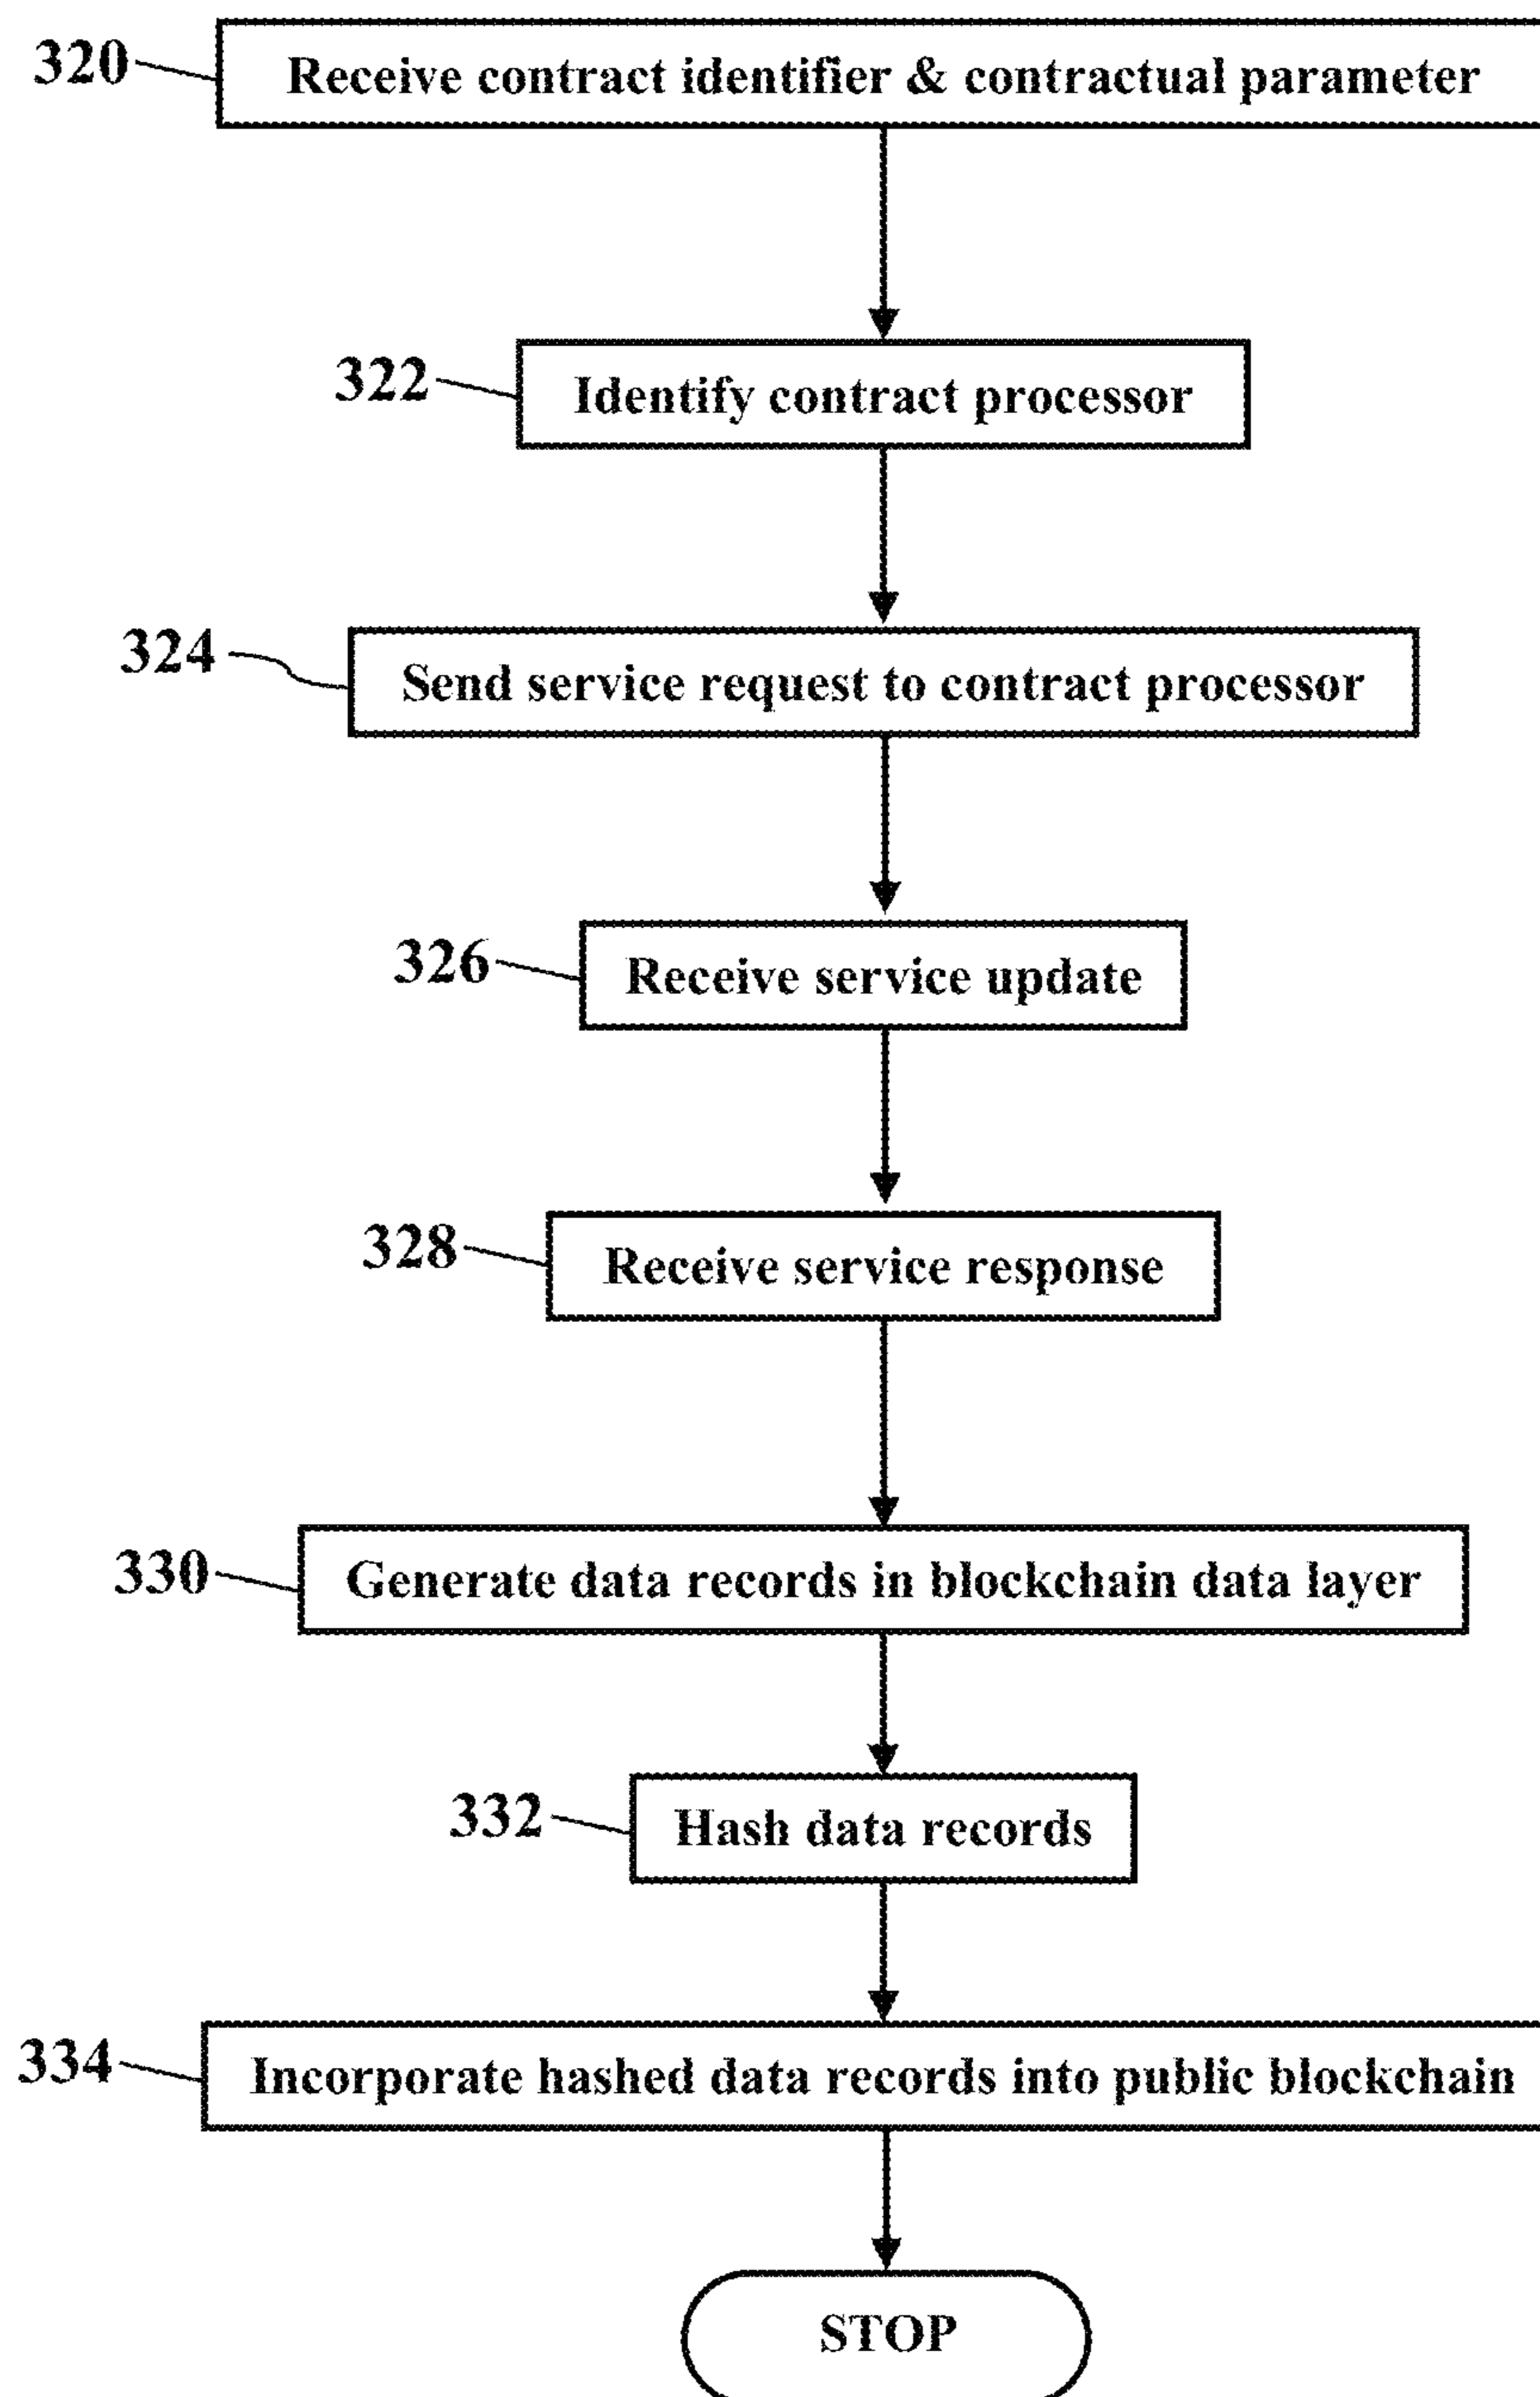 320 Receive contract identifier & contractual parameter
322 Identify contract processor
324 Send service request to contract processor
326 Receive service update
328 Receive service response
330 Generate data records in blockchain data layer
332 Hash data records
334 Incorporate hashed data records into public blockchain
STOP